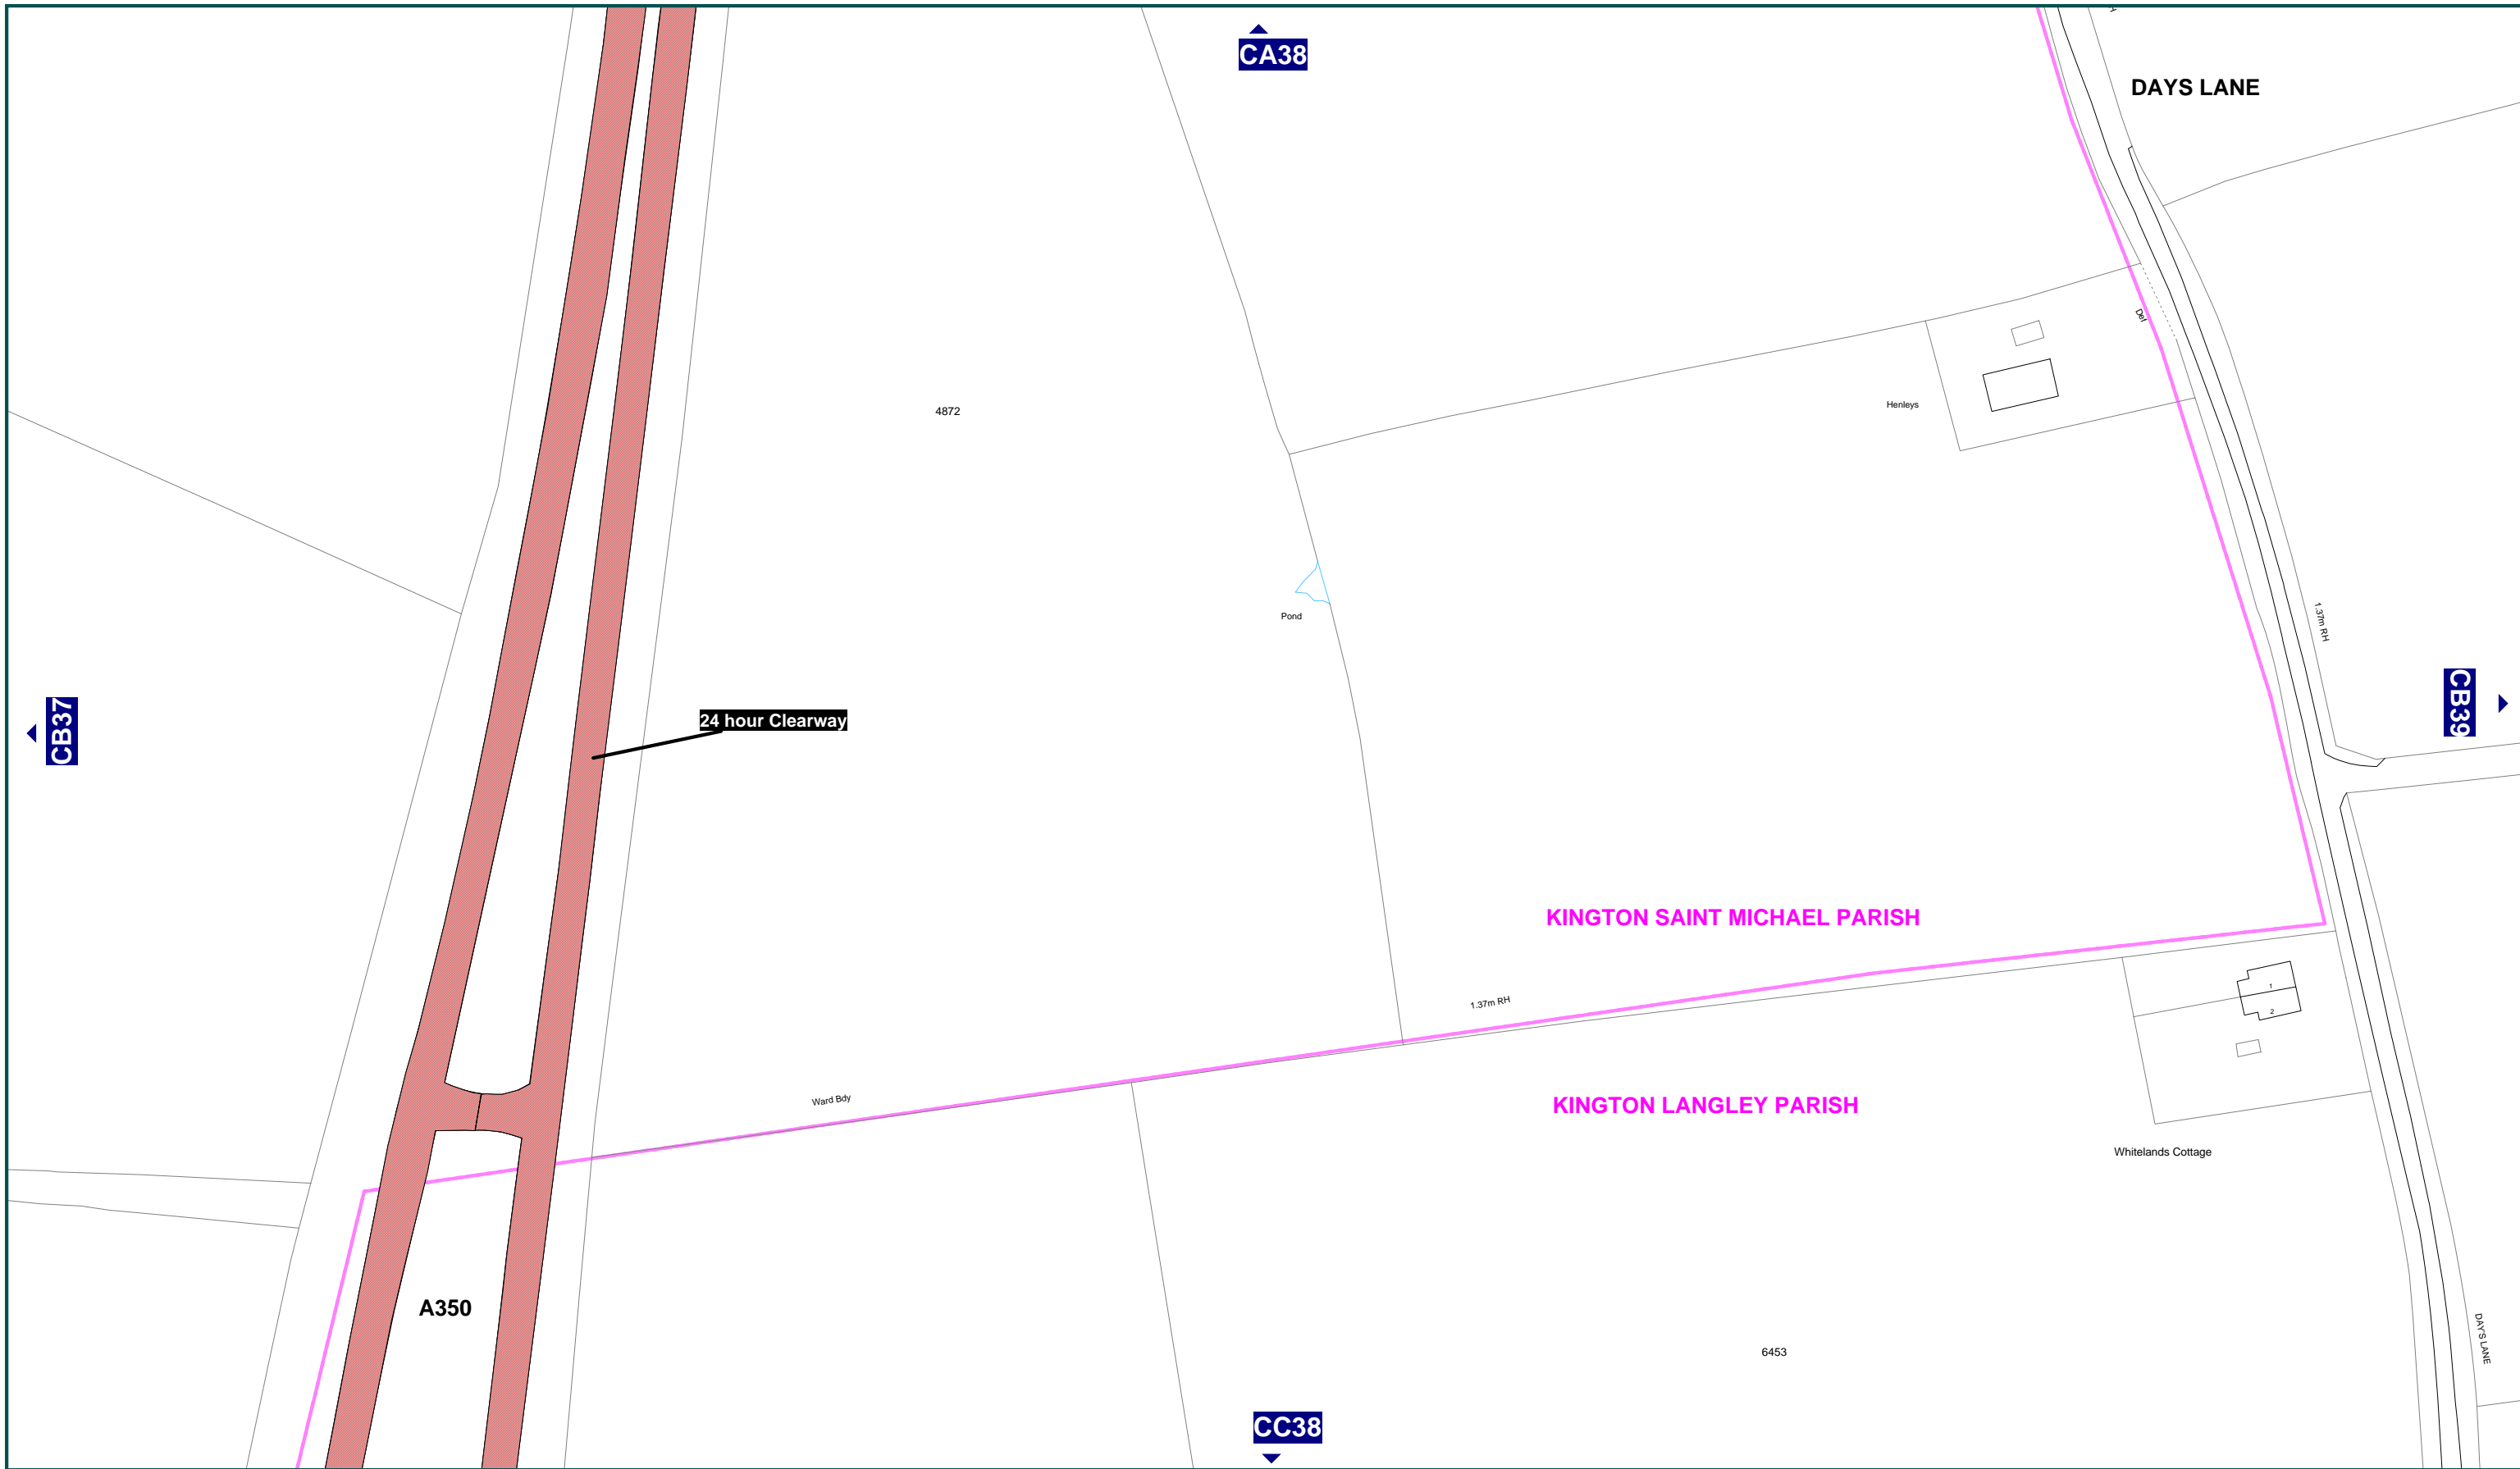 CA38
DAYS LANE
Def
4872
Henleys
Pond
1.37m RH
CB37
24 hour Clearway
CB39
KINGTON SAINT MICHAEL PARISH
1
1.37m RH
2
Ward Bdy
KINGTON LANGLEY PARISH
Whitelands Cottage
A350
6453
DAY'S LANE
CC38